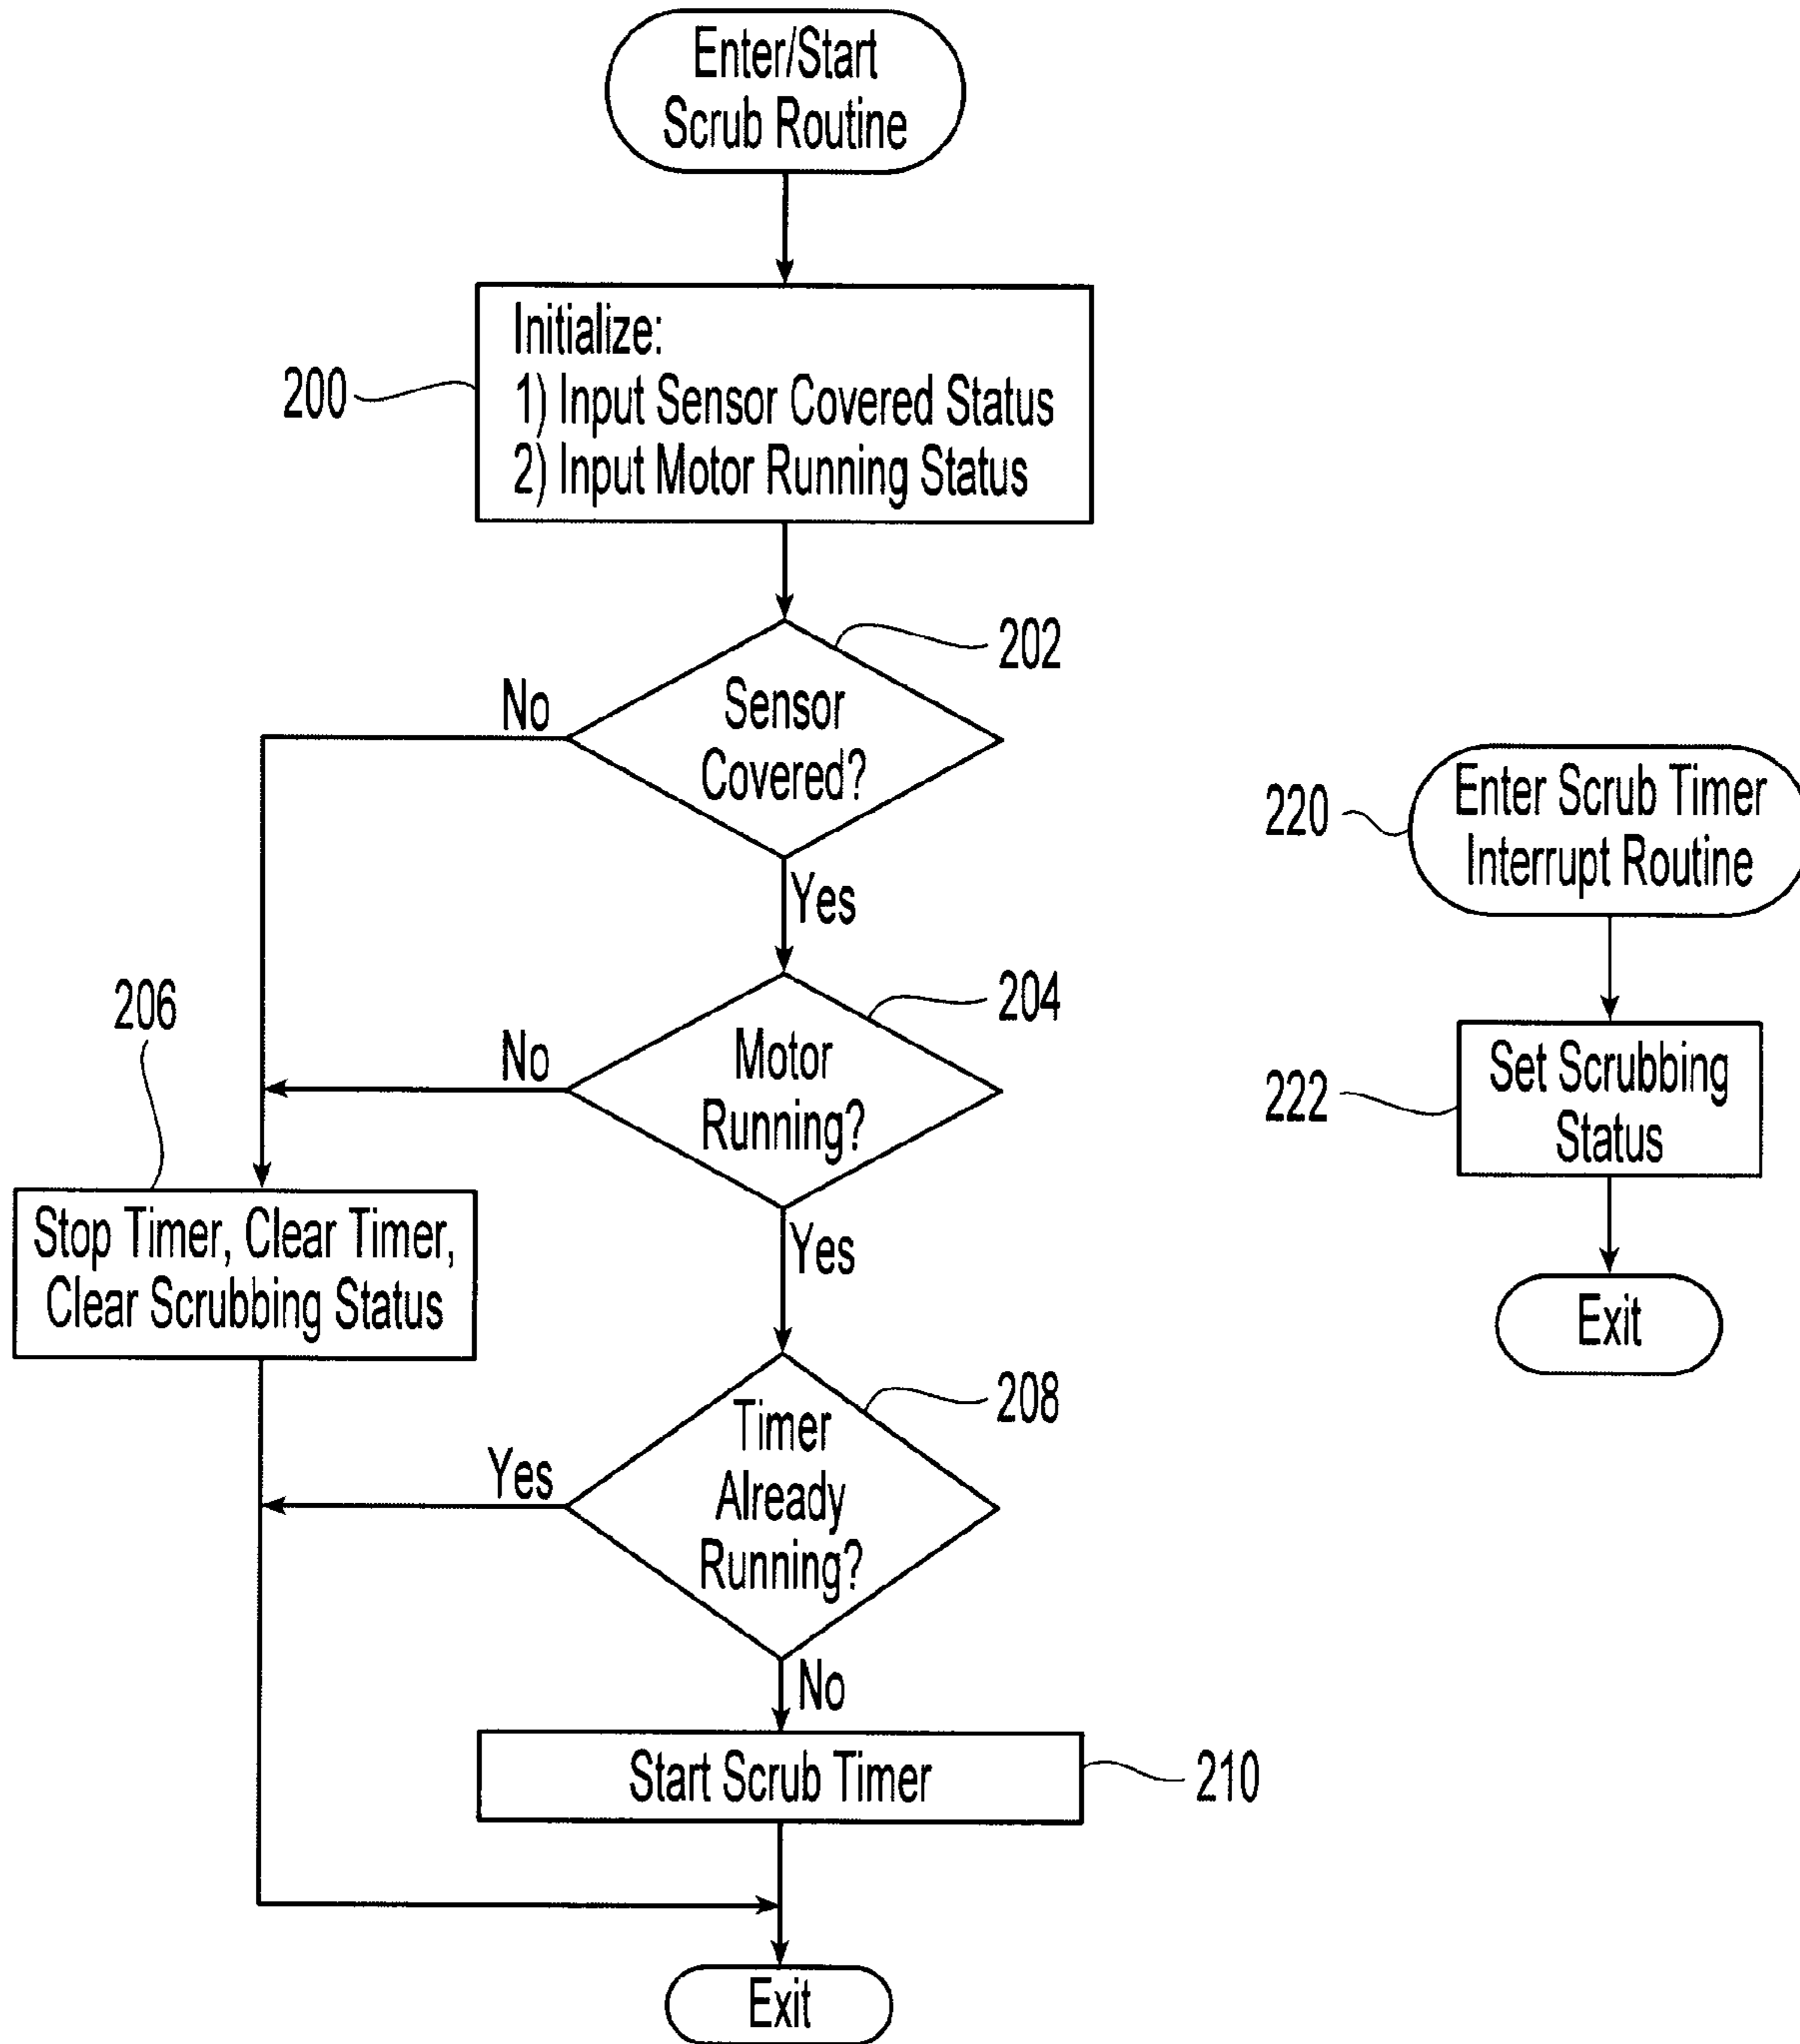 Enter/Start
Scrub Routine
200
Initialize:
1) Input Sensor Covered Status
2) Input Motor Running Status
202
Sensor
Covered?
No
Yes
204
Motor
Running?
No
Yes
206
Stop Timer, Clear Timer,
Clear Scrubbing Status
208
Timer
Already
Running?
Yes
No
Start Scrub Timer
210
Exit
220
Enter Scrub Timer
Interrupt Routine
222
Set Scrubbing
Status
Exit